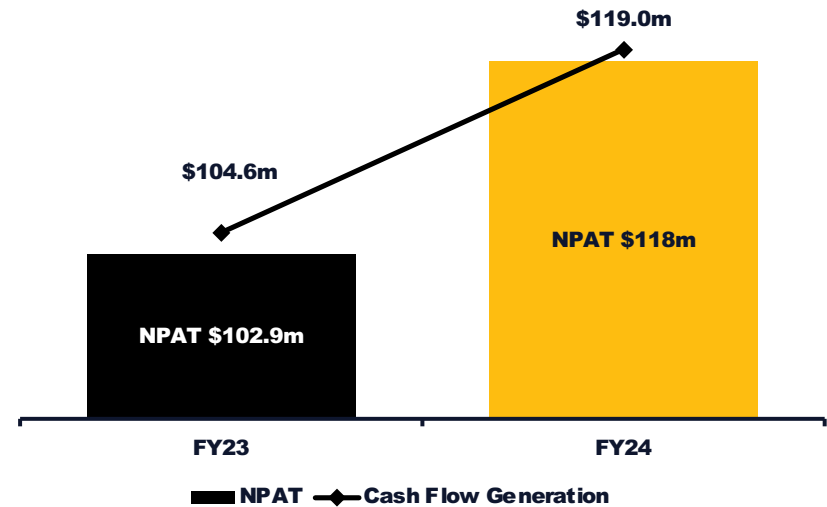 $119.0m
$104.6m
NPAT $118m
NPAT $102.9m
FY23 FY24
NPAT Cash Flow Generation